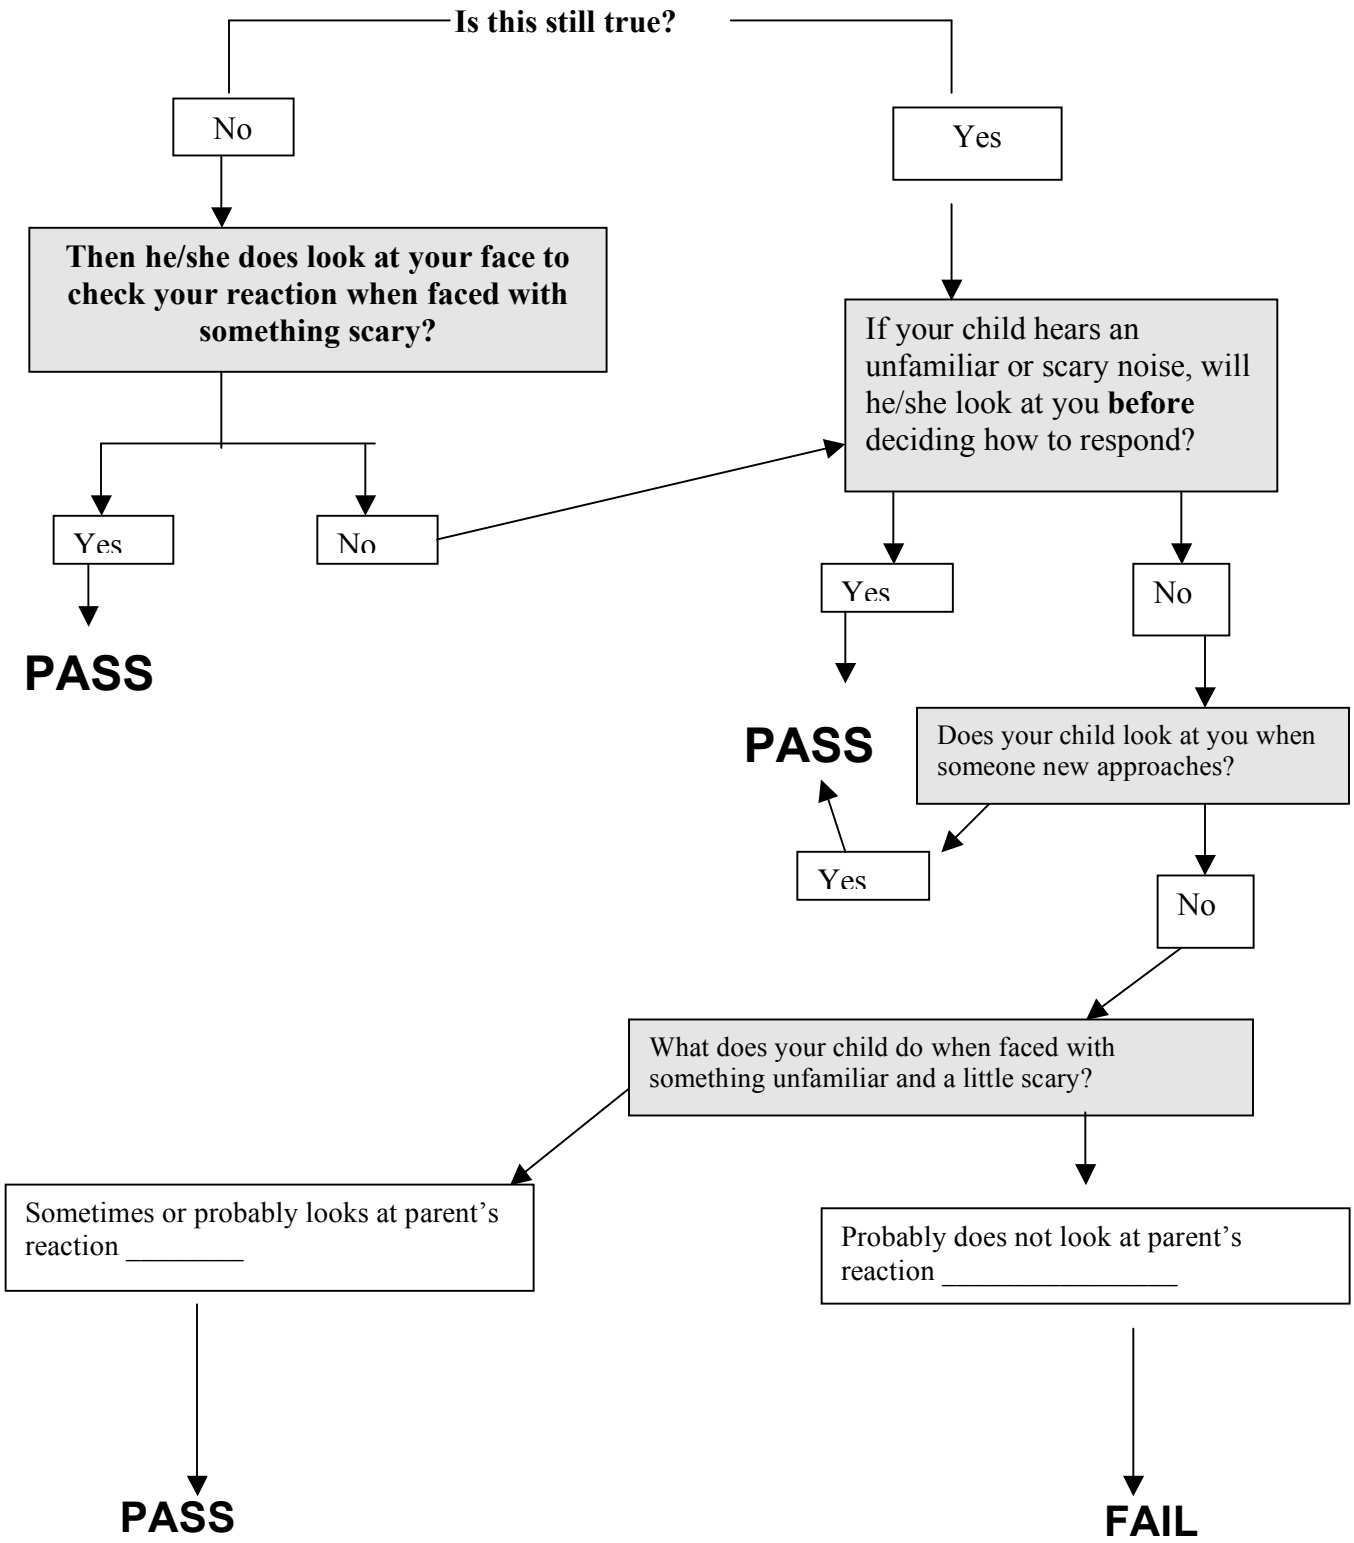 Is this still true?
No
Yes
Then he/she does look at your face to
check your reaction when faced with
something scary?
If your child hears an
unfamiliar or scary noise, will
he/she look at you before
deciding how to respond?
Yes
No
Yes
No
PASS
PASS
Does your child look at you when
someone new approaches?
Yes
No
What does your child do when faced with
something unfamiliar and a little scary?
Sometimes or probably looks at parent’s
reaction ________
Probably does not look at parent’s
reaction ________________
PASS
FAIL